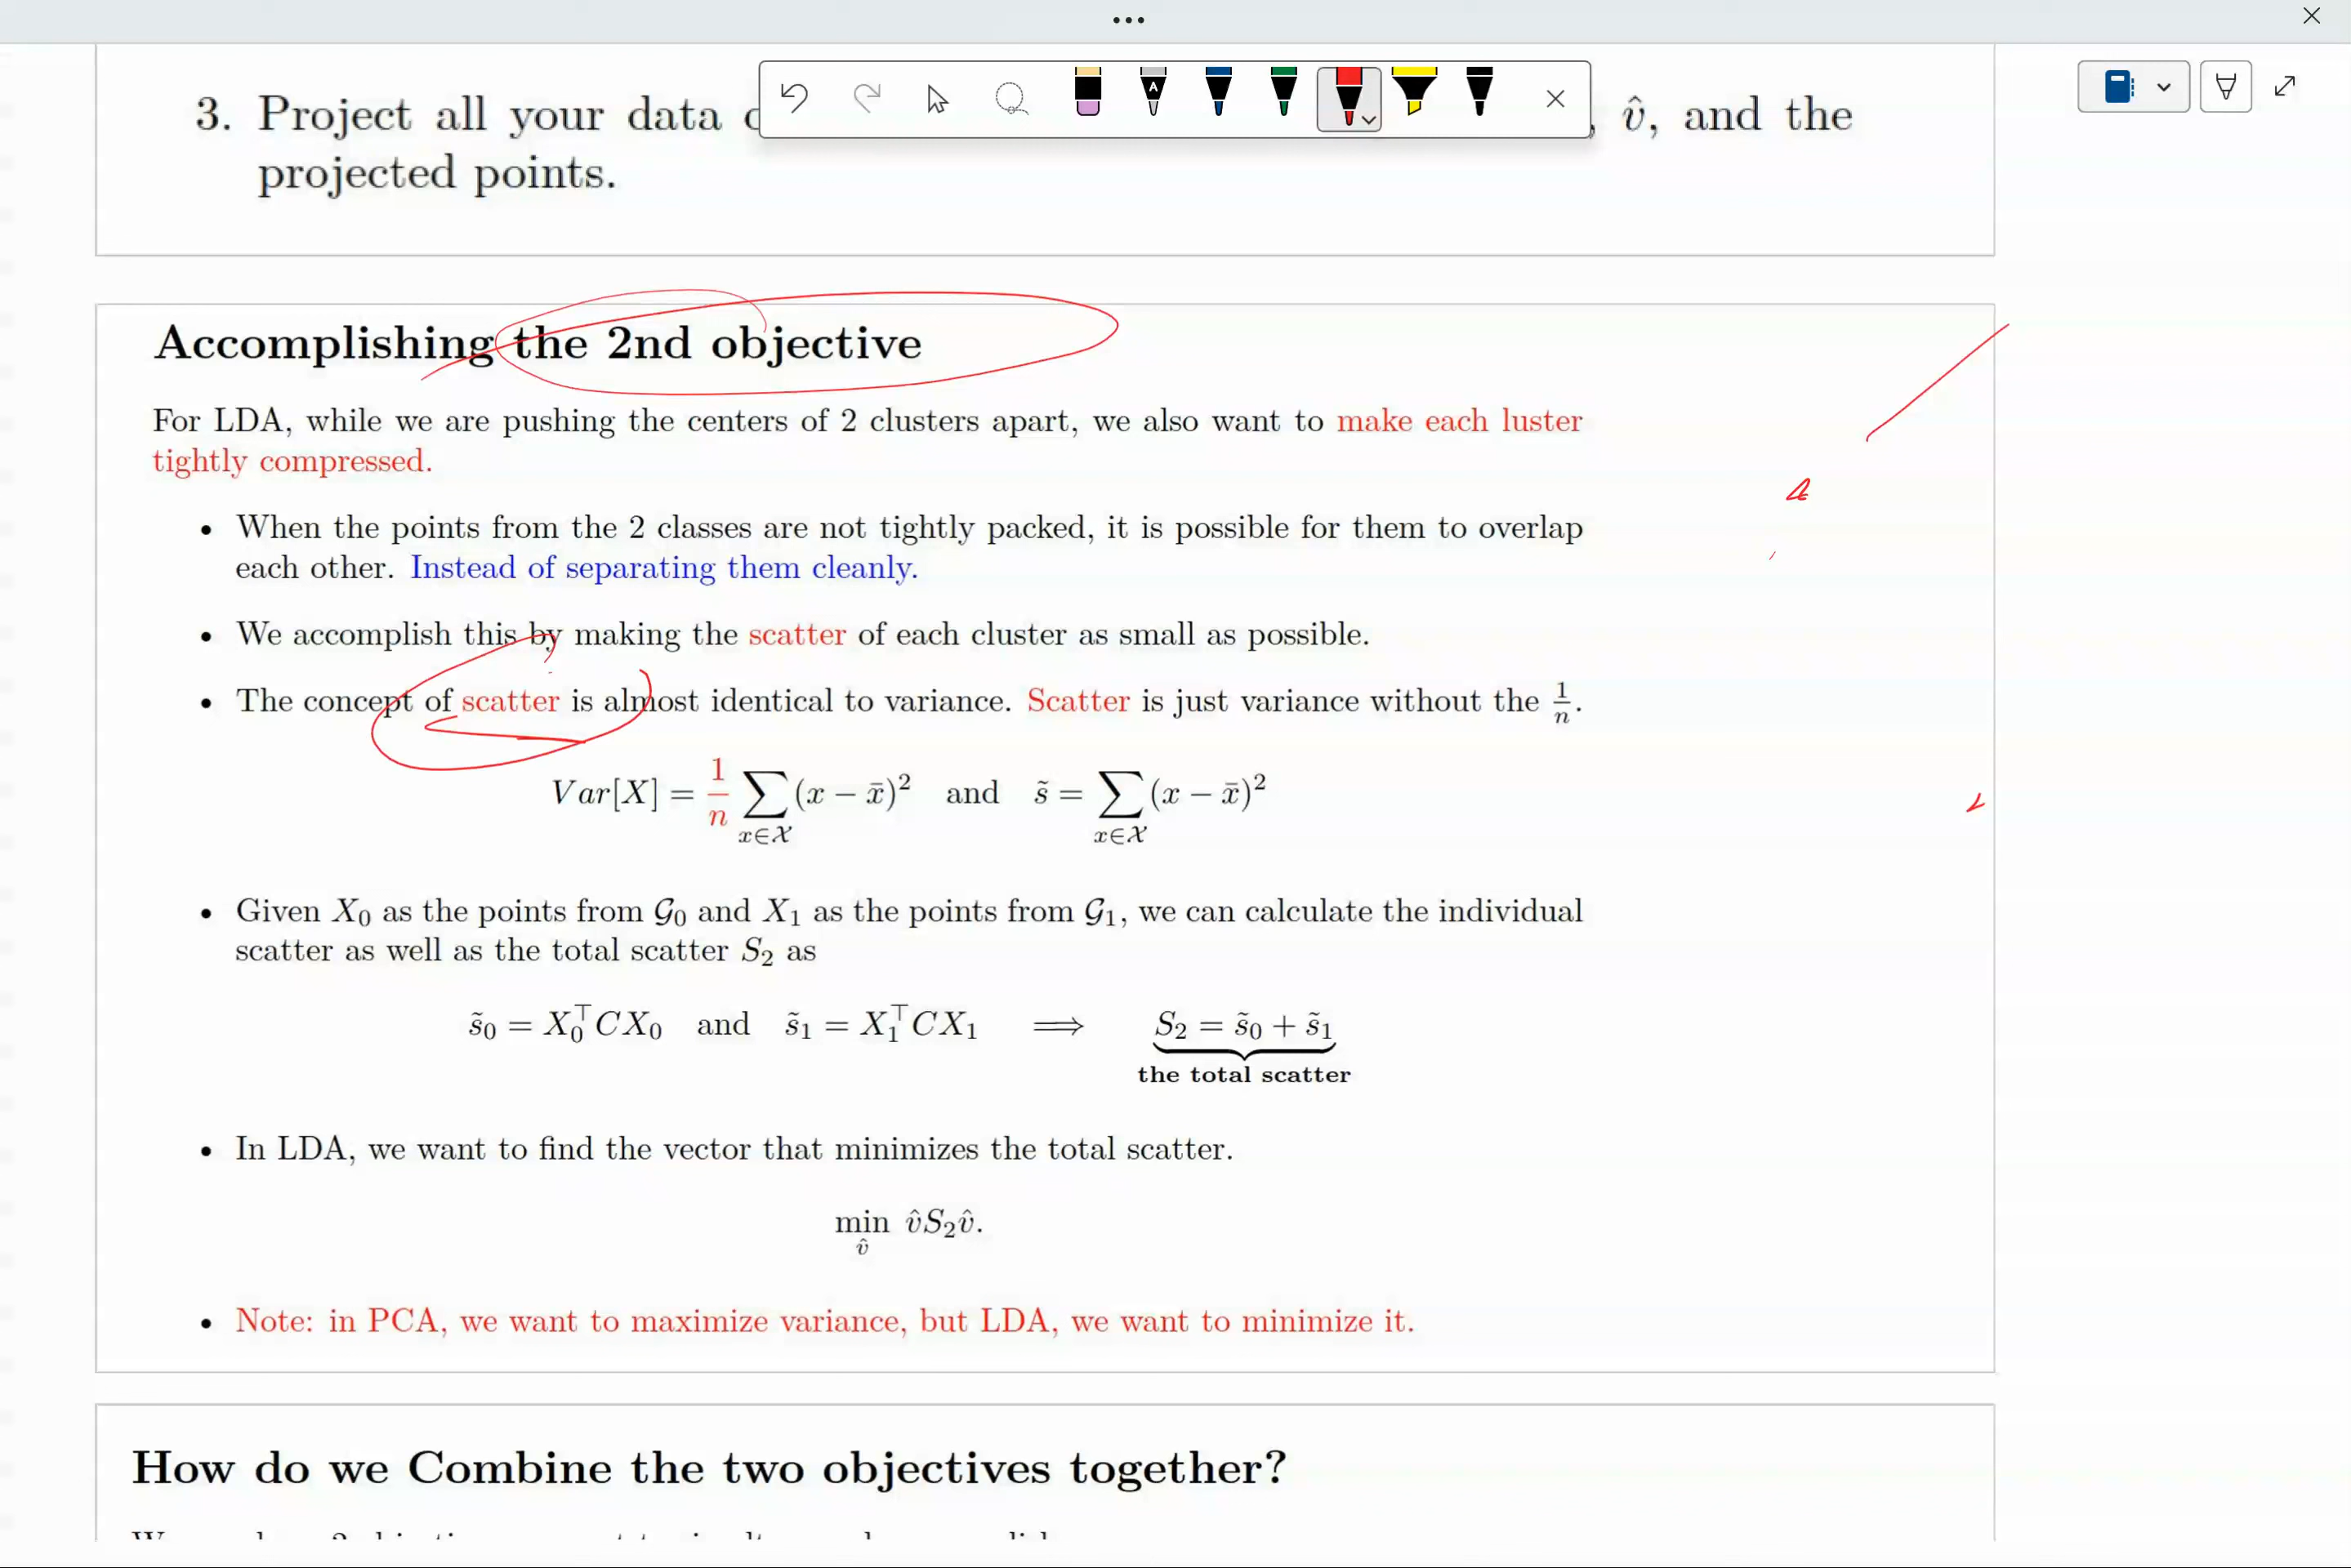 3. Project all your data
, v̂, and the
projected points.
Accomplishing the 2nd objective
For LDA, while we are pushing the centers of 2 clusters apart, we also want to make each luster
tightly compressed.
• When the points from the 2 classes are not tightly packed, it is possible for them to overlap
each other. Instead of separating them cleanly.
• We accomplish this by making the scatter of each cluster as small as possible.
• The concept of scatter is almost identical to variance. Scatter is just variance without the 1/n.
Var[X] = 1/n ∑_{x∈𝒳} (x − x̄)² and s̃ = ∑_{x∈𝒳} (x − x̄)²
• Given X₀ as the points from 𝒢₀ and X₁ as the points from 𝒢₁, we can calculate the individual
scatter as well as the total scatter S₂ as
s̃₀ = X₀^⊤CX₀ and s̃₁ = X₁^⊤CX₁ ⟹ S₂ = s̃₀ + s̃₁
the total scatter
• In LDA, we want to find the vector that minimizes the total scatter.
min_{v̂} v̂S₂v̂.
• Note: in PCA, we want to maximize variance, but LDA, we want to minimize it.
How do we Combine the two objectives together?